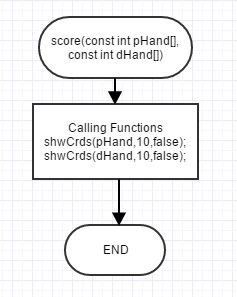 score(const int pHand[],
const int dHand[])
Calling Functions
shwCrds(pHand,10,false);
shwCrds(dHand,10,false);
END